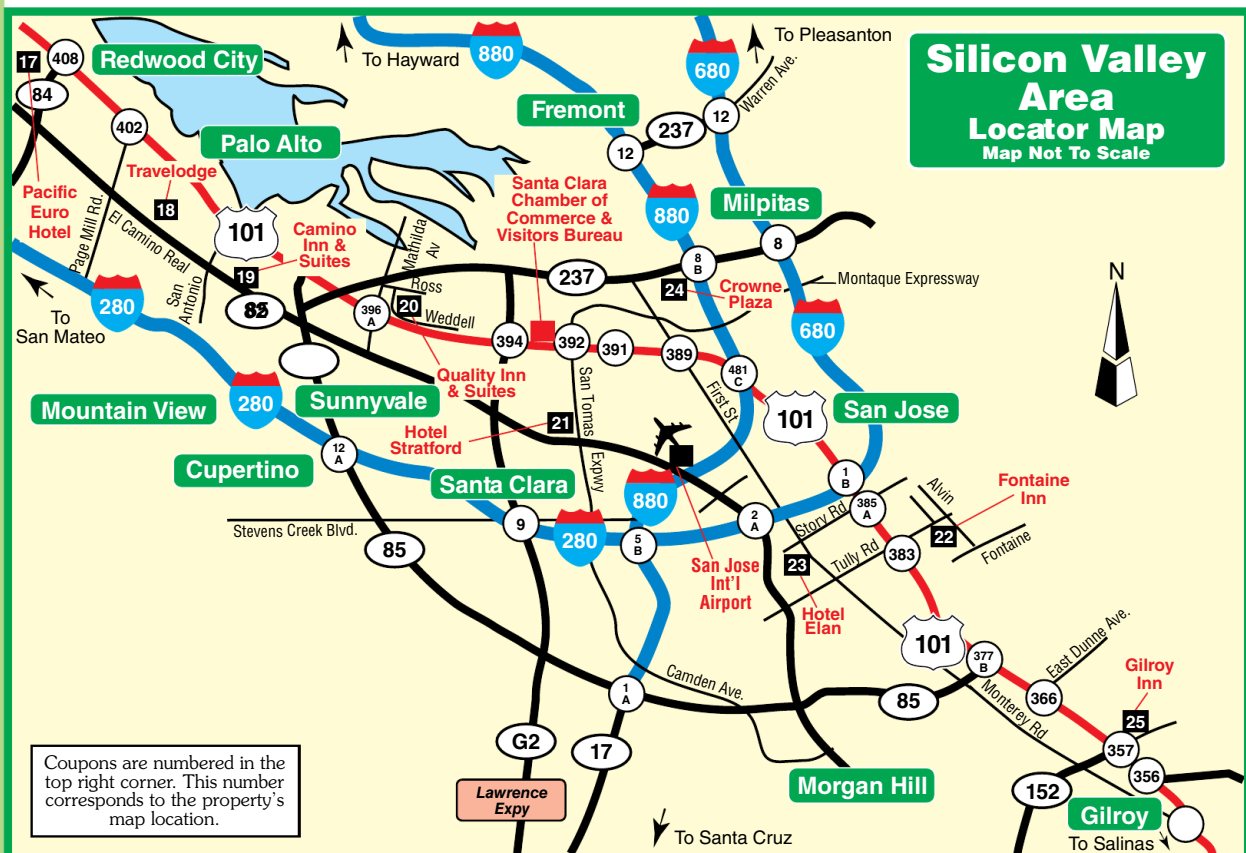 Silicon Valley
Area
Locator Map
Map Not To Scale
To Hayward
880
680
To Pleasanton
Warren Ave.
17
408
Redwood City
84
402
Palo Alto
Fremont
12
237
12
Travelodge
18
Pacific
Euro
Hotel
Page Mill Rd.
El Camino Real
101
San
Antonio
Camino
Inn &
Suites
19
Mathilda
Av
Ross
Weddell
20
Santa Clara
Chamber of
Commerce &
Visitors Bureau
880
Milpitas
8
8
B
237
24
Crowne
Plaza
Montaque Expressway
N
To
San Mateo
280
396
A
394
392
391
389
481
C
680
First St
101
San Jose
Quality Inn
& Suites
San Tomas
Expwy
Mountain View
280
Sunnyvale
Hotel
Stratford
21
12
A
Cupertino
Santa Clara
880
1
B
385
A
Alvin
Fontaine
Inn
22
Fontaine
Stevens Creek Blvd.
9
280
5
B
2
A
Story Rd
Tully Rd
383
85
San Jose
Int'l
Airport
23
Hotel
Elan
101
377
B
East Dunne Ave.
366
Monterey Rd
Gilroy
Inn
25
1
A
Camden Ave.
85
357
356
G2
17
Lawrence
Expy
Morgan Hill
152
Gilroy
To Salinas
To Santa Cruz
Coupons are numbered in the
top right corner. This number
corresponds to the property's
map location.